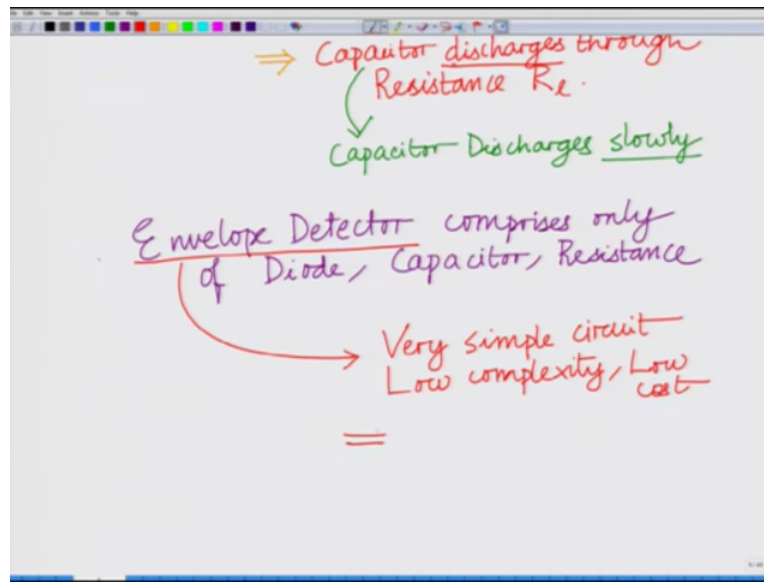 ⇒ Capacitor discharges through
Resistance Rl.
Capacitor Discharges slowly
Envelope Detector comprises only
of Diode, Capacitor, Resistance
Very simple circuit
Low complexity, Low
cost